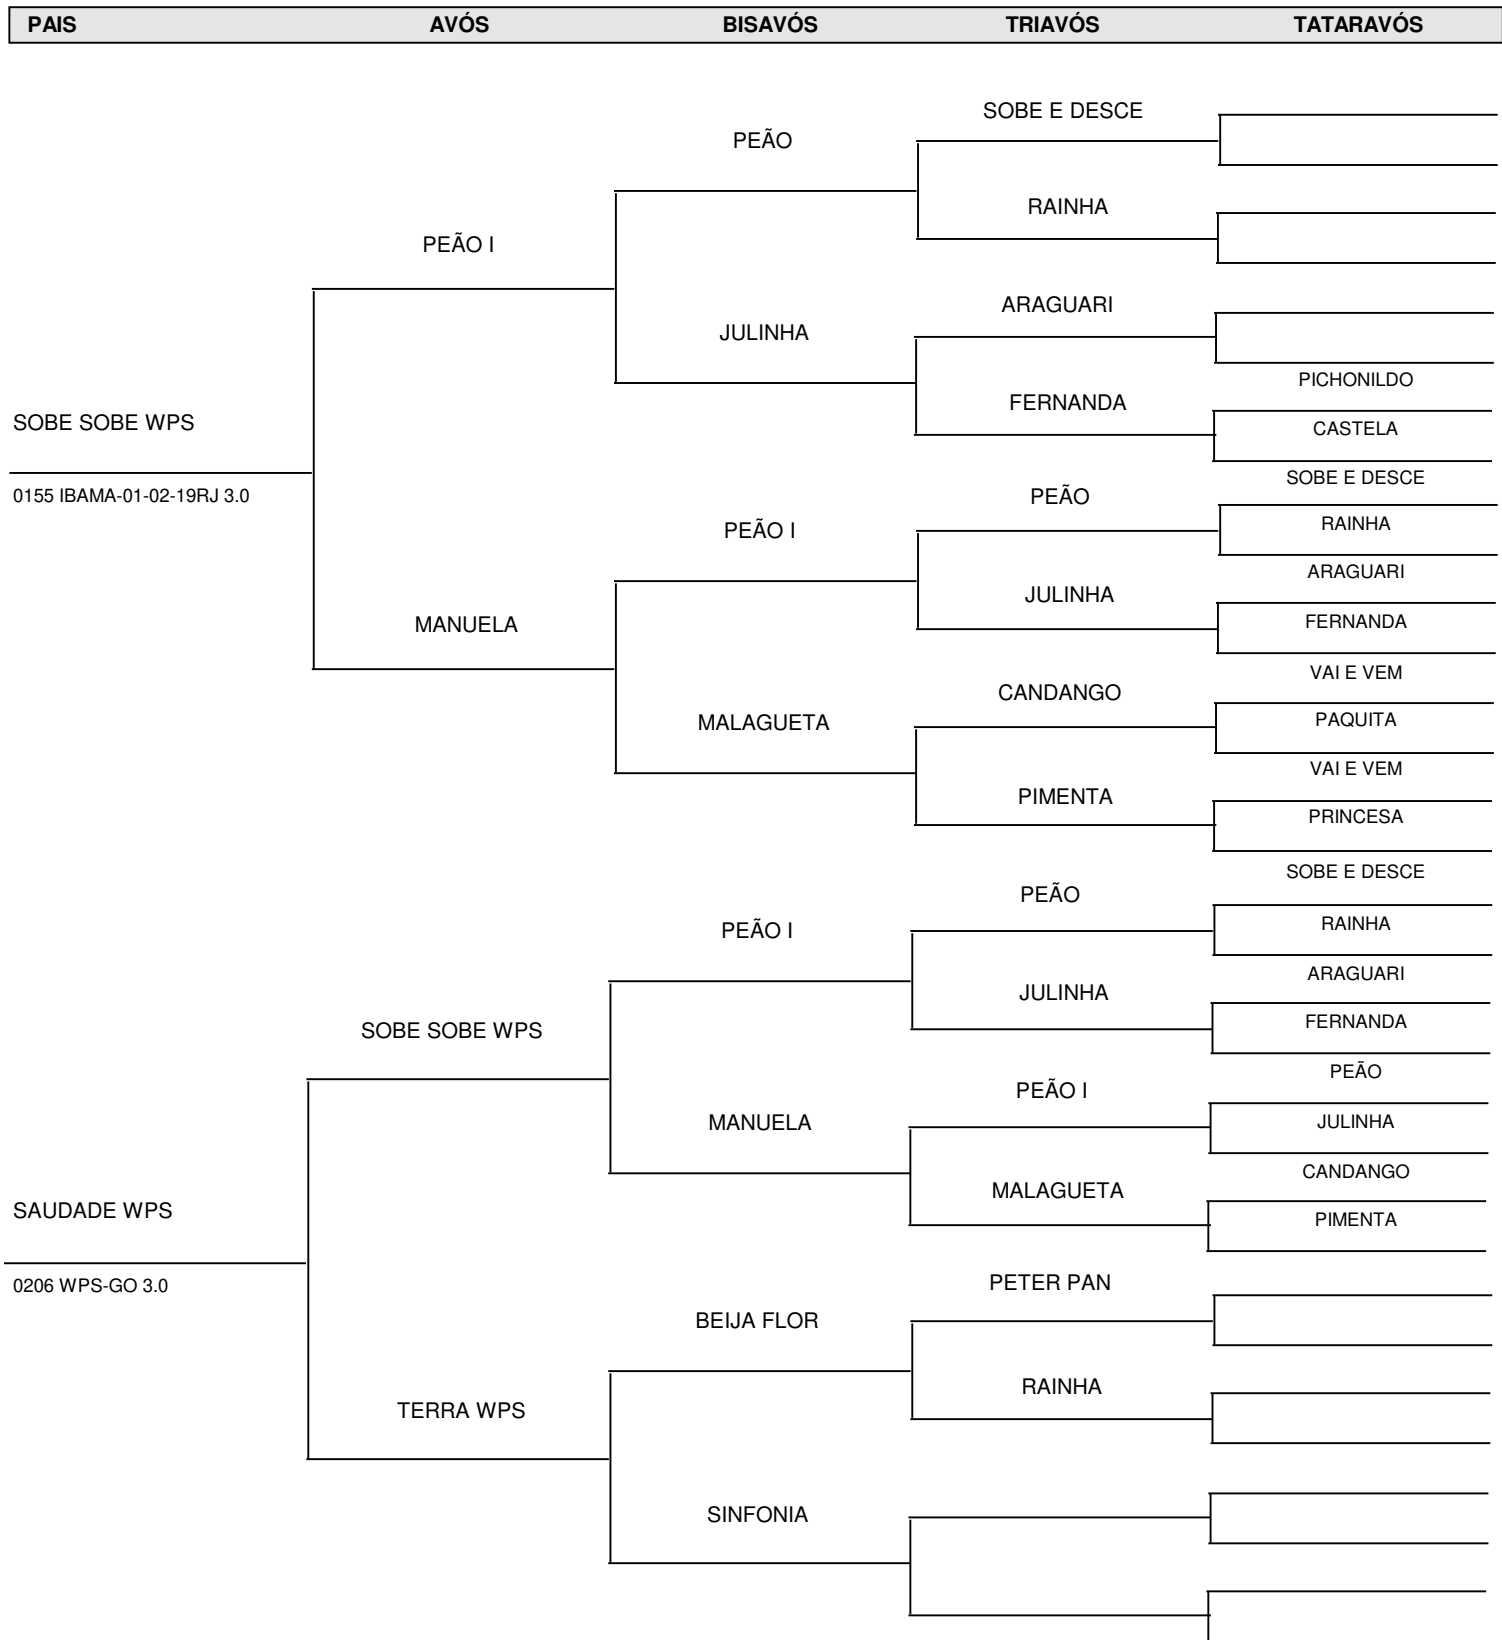 PAIS AVÓS BISAVÓS TRIAVÓS TATARAVÓS
SOBE E DESCE
PEÃO
RAINHA
PEÃO I
ARAGUARI
JULINHA
PICHONILDO
FERNANDA
SOBE SOBE WPS
CASTELA
SOBE E DESCE
0155 IBAMA-01-02-19RJ 3.0
PEÃO
RAINHA
PEÃO I
ARAGUARI
JULINHA
MANUELA
FERNANDA
VAI E VEM
CANDANGO
MALAGUETA
PAQUITA
VAI E VEM
PIMENTA
PRINCESA
SOBE E DESCE
PEÃO
RAINHA
PEÃO I
ARAGUARI
JULINHA
FERNANDA
SOBE SOBE WPS
PEÃO
PEÃO I
MANUELA
JULINHA
CANDANGO
MALAGUETA
SAUDADE WPS
PIMENTA
0206 WPS-GO 3.0
PETER PAN
BEIJA FLOR
RAINHA
TERRA WPS
SINFONIA